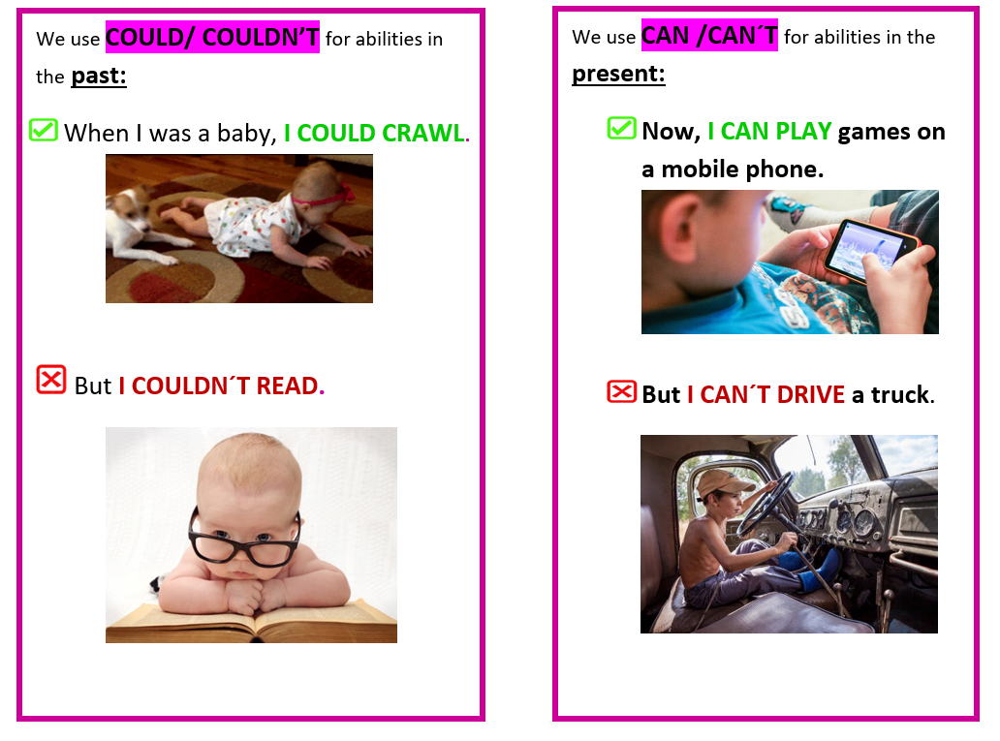 We use COULD/ COULDN’T for abilities in
the past:
When I was a baby, I COULD CRAWL.
But I COULDN´T READ.
We use CAN /CAN´T for abilities in the
present:
Now, I CAN PLAY games on
a mobile phone.
But I CAN´T DRIVE a truck.